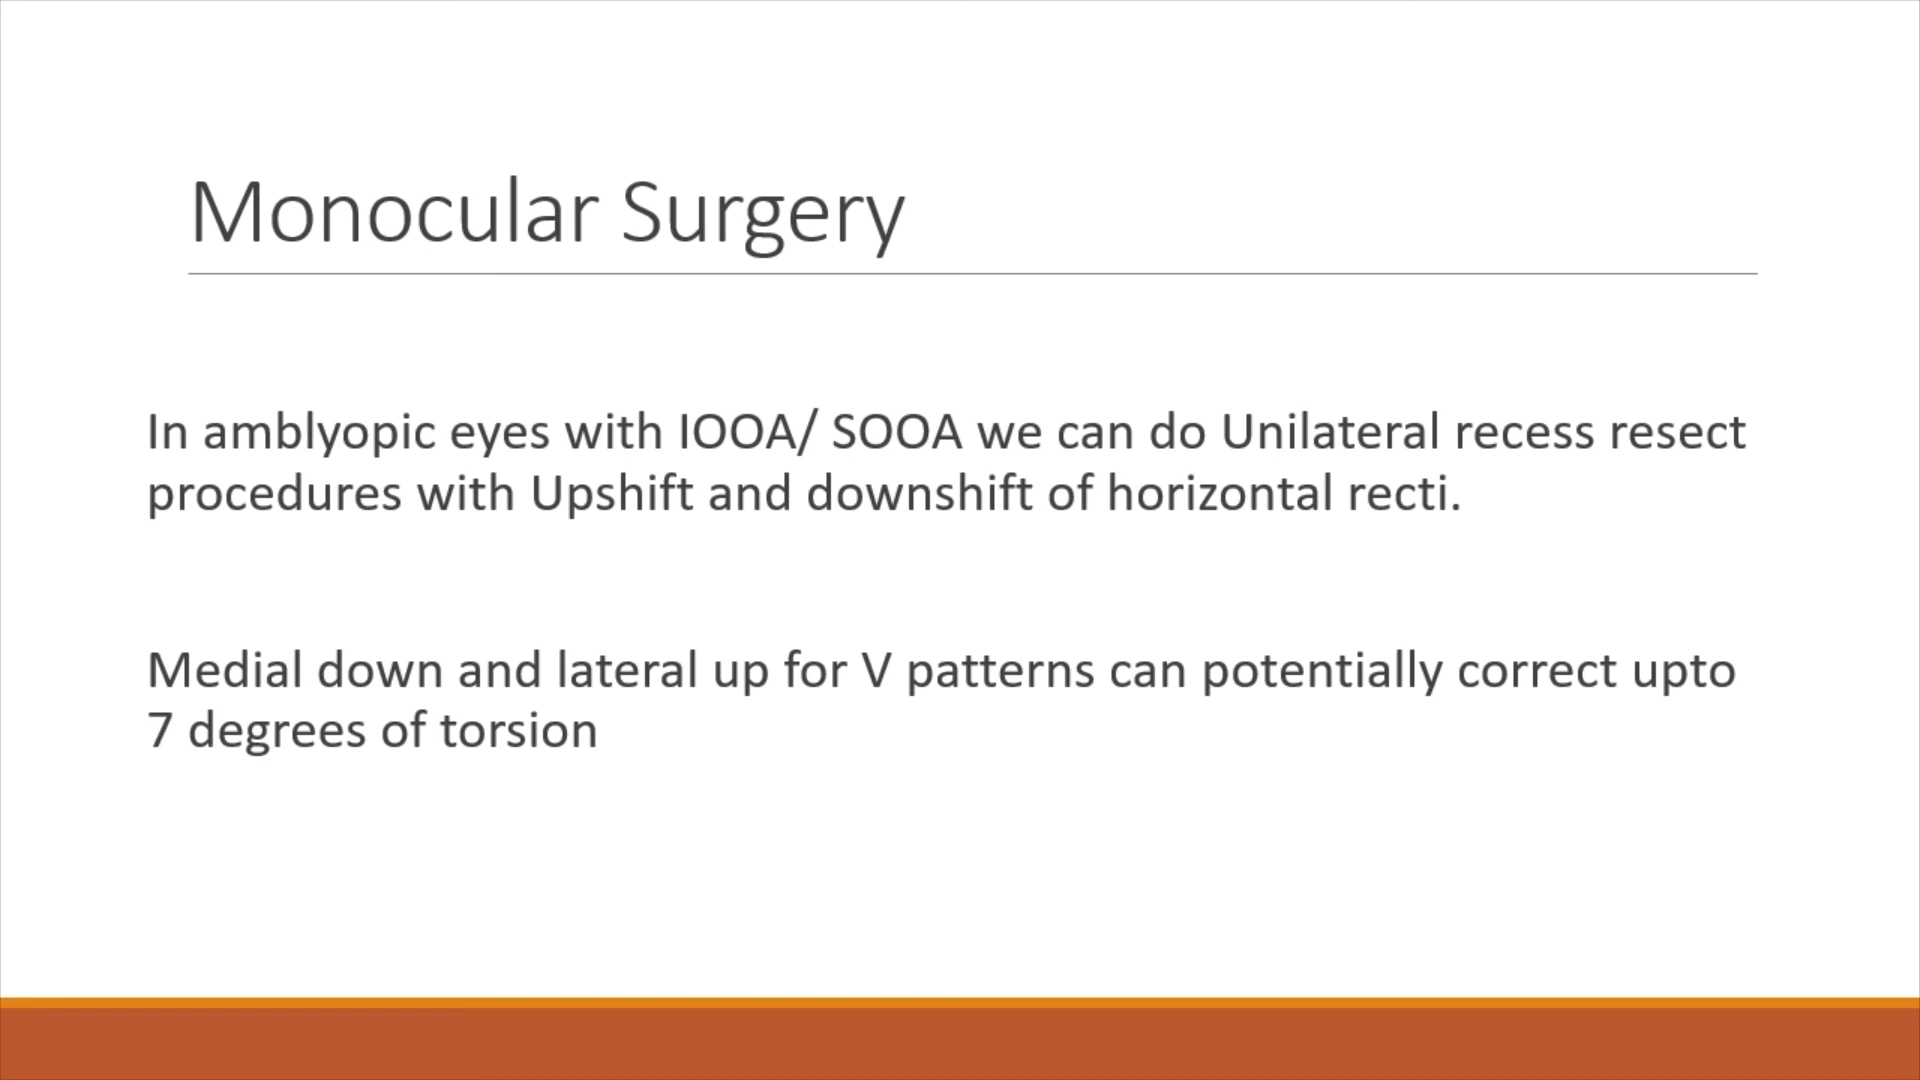 Monocular Surgery
In amblyopic eyes with IOOA/ SOOA we can do Unilateral recess resect
procedures with Upshift and downshift of horizontal recti.
Medial down and lateral up for V patterns can potentially correct upto
7 degrees of torsion